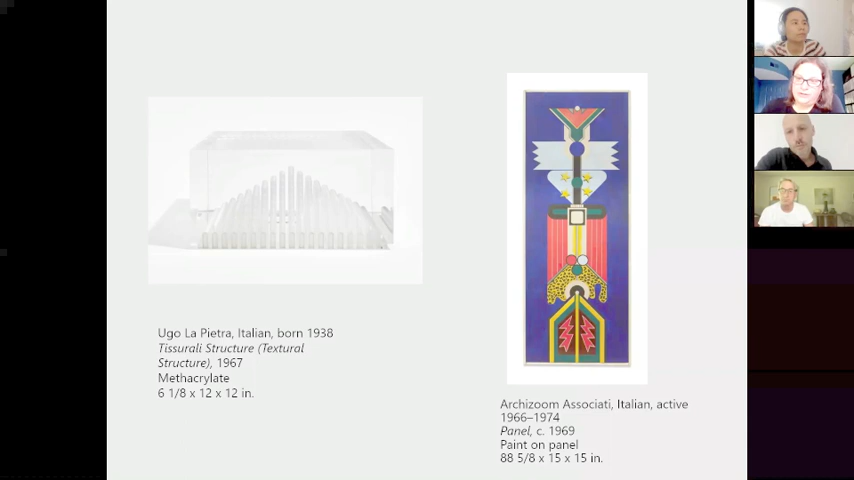 Ugo La Pietra, Italian, born 1938
Tissurali Structure (Textural
Structure), 1967
Methacrylate
6 1/8 x 12 x 12 in.
Archizoom Associati, Italian, active
1966–1974
Panel, c. 1969
Paint on panel
88 5/8 x 15 x 15 in.